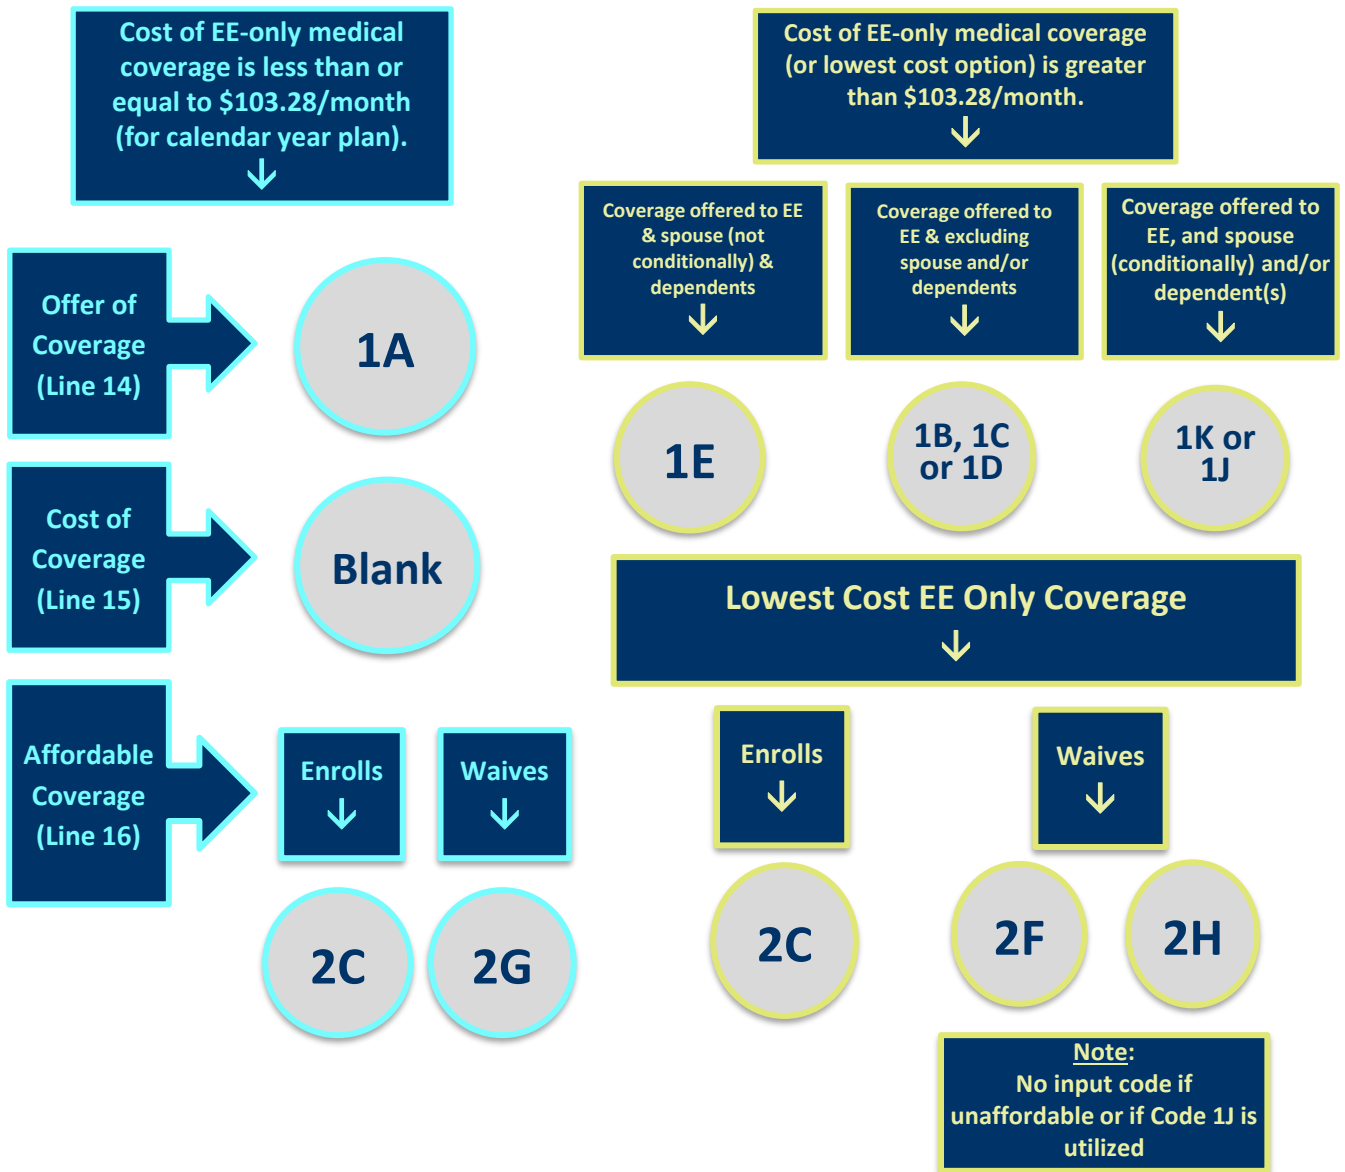 Cost of EE-only medical
coverage is less than or
equal to $103.28/month
(for calendar year plan).
↓
Cost of EE-only medical coverage
(or lowest cost option) is greater
than $103.28/month.
↓
Coverage offered to EE
& spouse (not
conditionally) &
dependents
↓
Coverage offered to
EE & excluding
spouse and/or
dependents
↓
Coverage offered to
EE, and spouse
(conditionally) and/or
dependent(s)
↓
Offer of
Coverage
(Line 14)
1A
1E
1B, 1C
or 1D
1K or
1J
Cost of
Coverage
(Line 15)
Blank
Lowest Cost EE Only Coverage
↓
Affordable
Coverage
(Line 16)
Enrolls
↓
Waives
↓
Enrolls
↓
Waives
↓
2C
2G
2C
2F
2H
Note:
No input code if
unaffordable or if Code 1J is
utilized